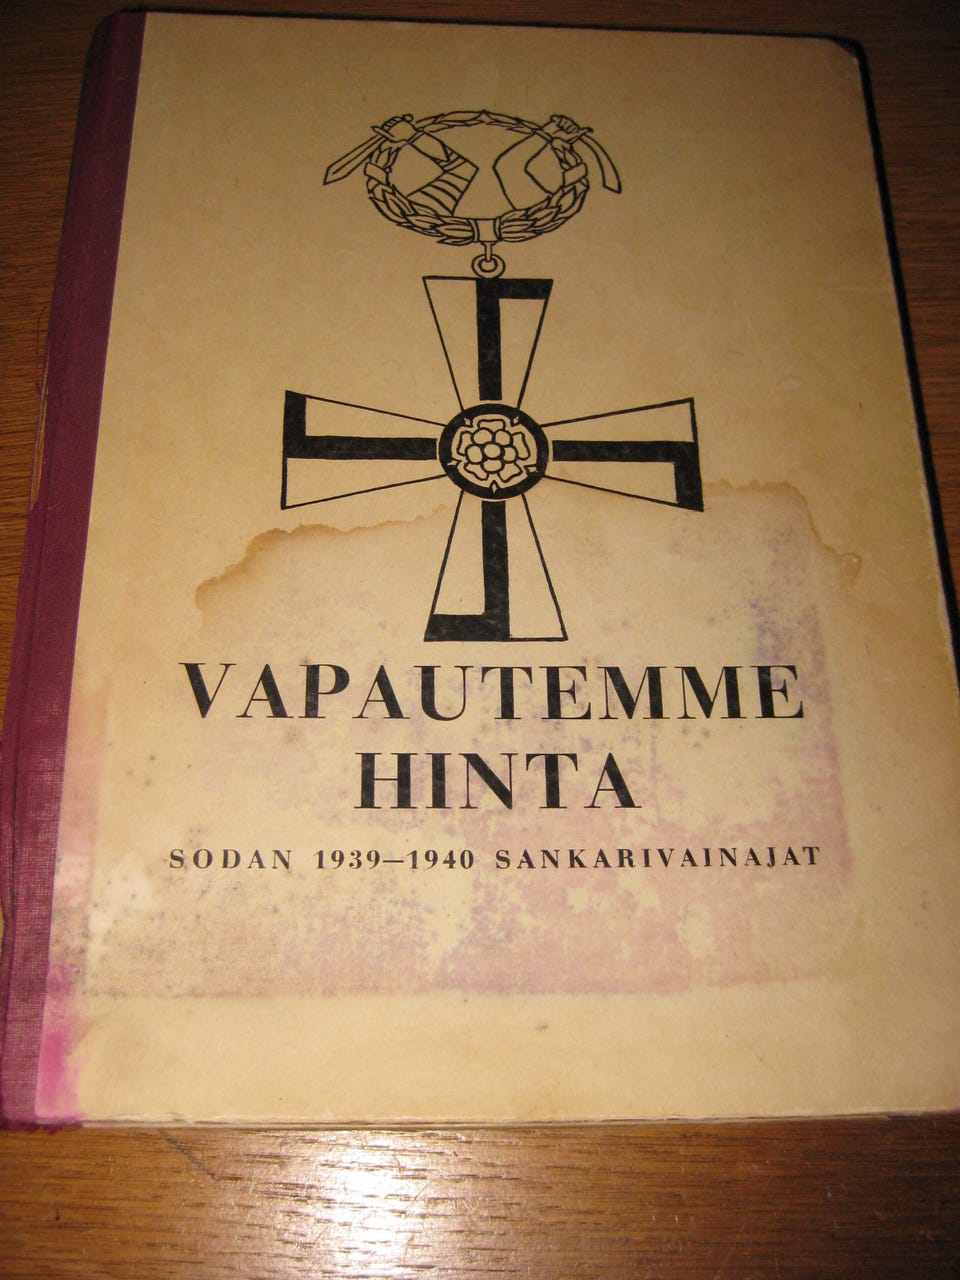 VAPAUTEMME
HINTA
SODAN 1939—1940 SANKARIVAINAJAT